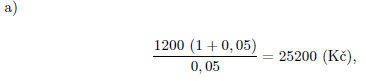 a)
1200 (1 + 0, 05)
0, 05
= 25200 (Kč),